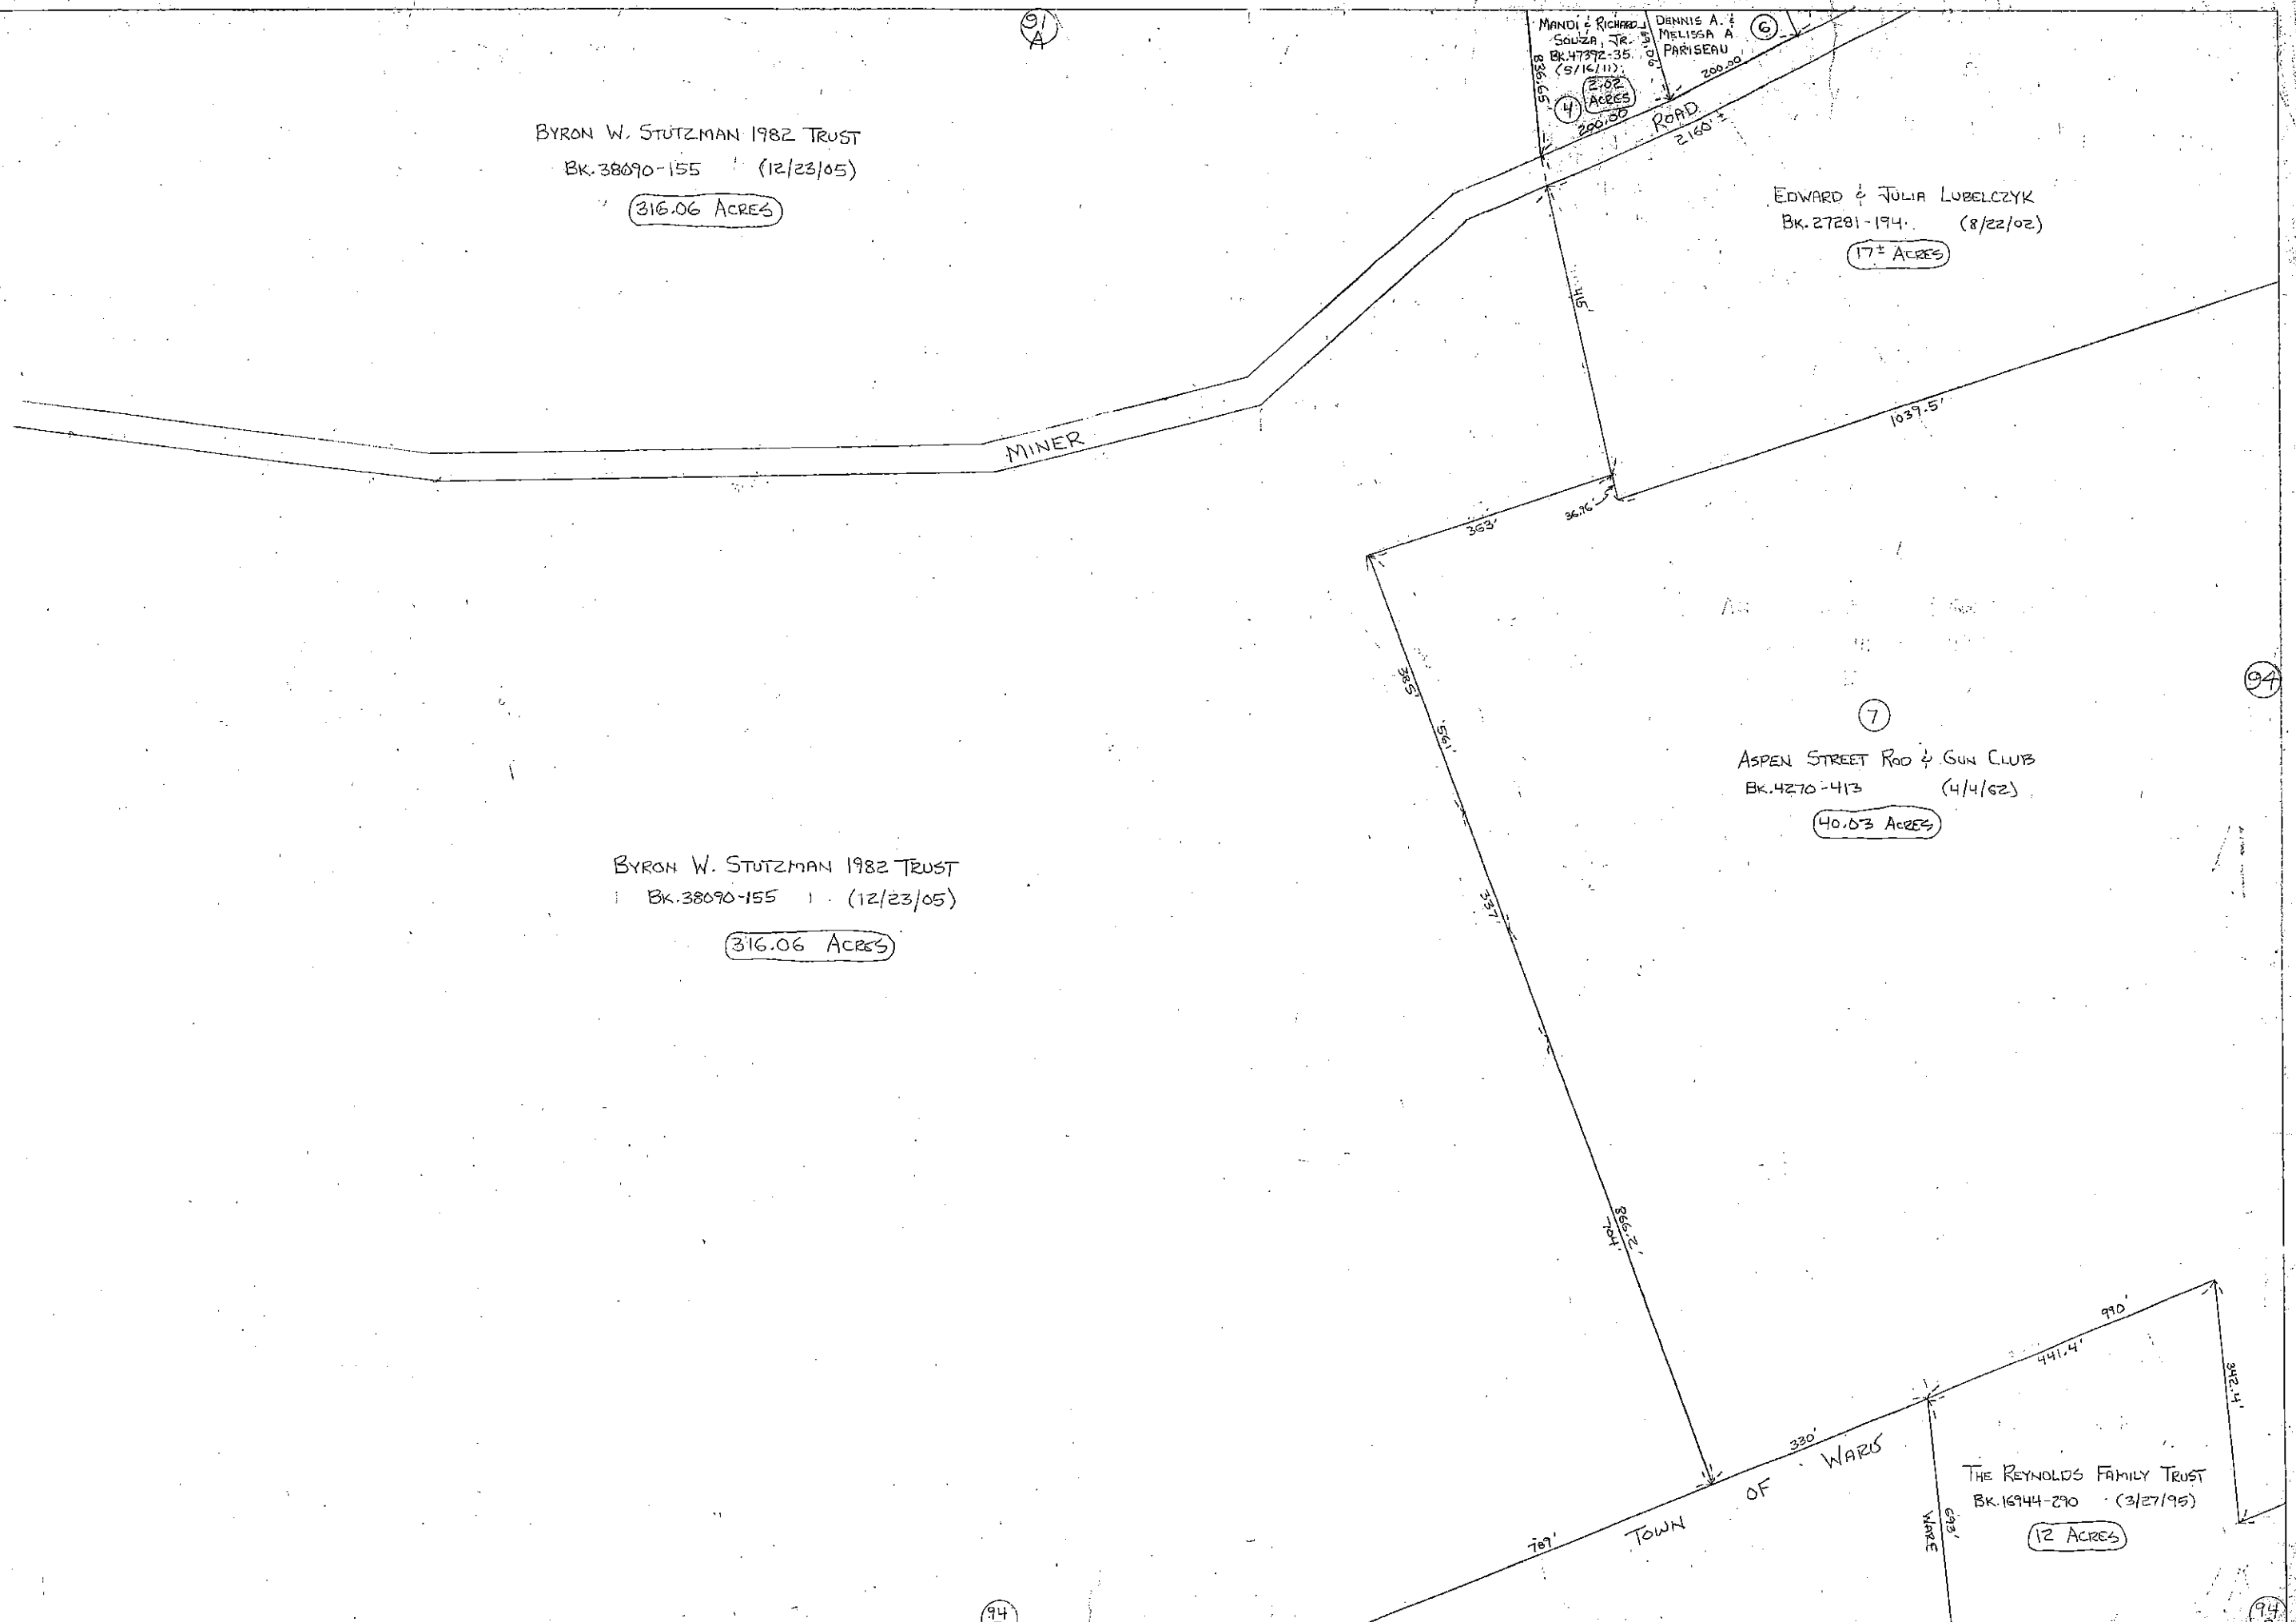 91
A
MANDI & RICHARD
SOUZA, JR.
BK.47392-35
(5/16/11)
2.02
ACRES
4
836.65'
DENNIS A. &
MELISSA A
PARISEAU
6
200.00
200.00
ROAD
2160'±
BYRON W. STUTZMAN 1982 TRUST
BK.38090-155 (12/23/05)
316.06 ACRES
EDWARD & JULIA LUBELCZYK
BK.27281-194 (8/22/02)
17± ACRES
415'
1039.5'
MINER
363'
36.96'
385'
561'
94
7
ASPEN STREET ROD & GUN CLUB
BK.4270-413 (4/4/62)
40.03 ACRES
BYRON W. STUTZMAN 1982 TRUST
BK.38090-155 (12/23/05)
316.06 ACRES
337'
866.2'
704'
990'
441.4'
342.4'
330'
TOWN OF WARE
789'
WARE
693'
THE REYNOLDS FAMILY TRUST
BK.16944-290 (3/27/95)
12 ACRES
94
94